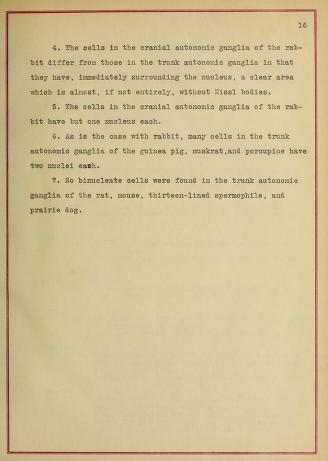 16
4. The cells in the cranial autonomic ganglia of the rab-
bit differ from those in the trunk autonomic ganglia in that
they have, immediately surrounding the nucleus, a clear area
which is almost, if not entirely, without Nissl bodies.
5. The cells in the cranial autonomic ganglia of the rab-
bit have but one nucleus each.
6. As is the case with rabbit, many cells in the trunk
autonomic ganglia of the guinea pig, muskrat,and porcupine have
two nuclei each.
7. No binucleate cells were found in the trunk autonomic
ganglia of the rat, mouse, thirteen-lined spermophile, and
prairie dog.